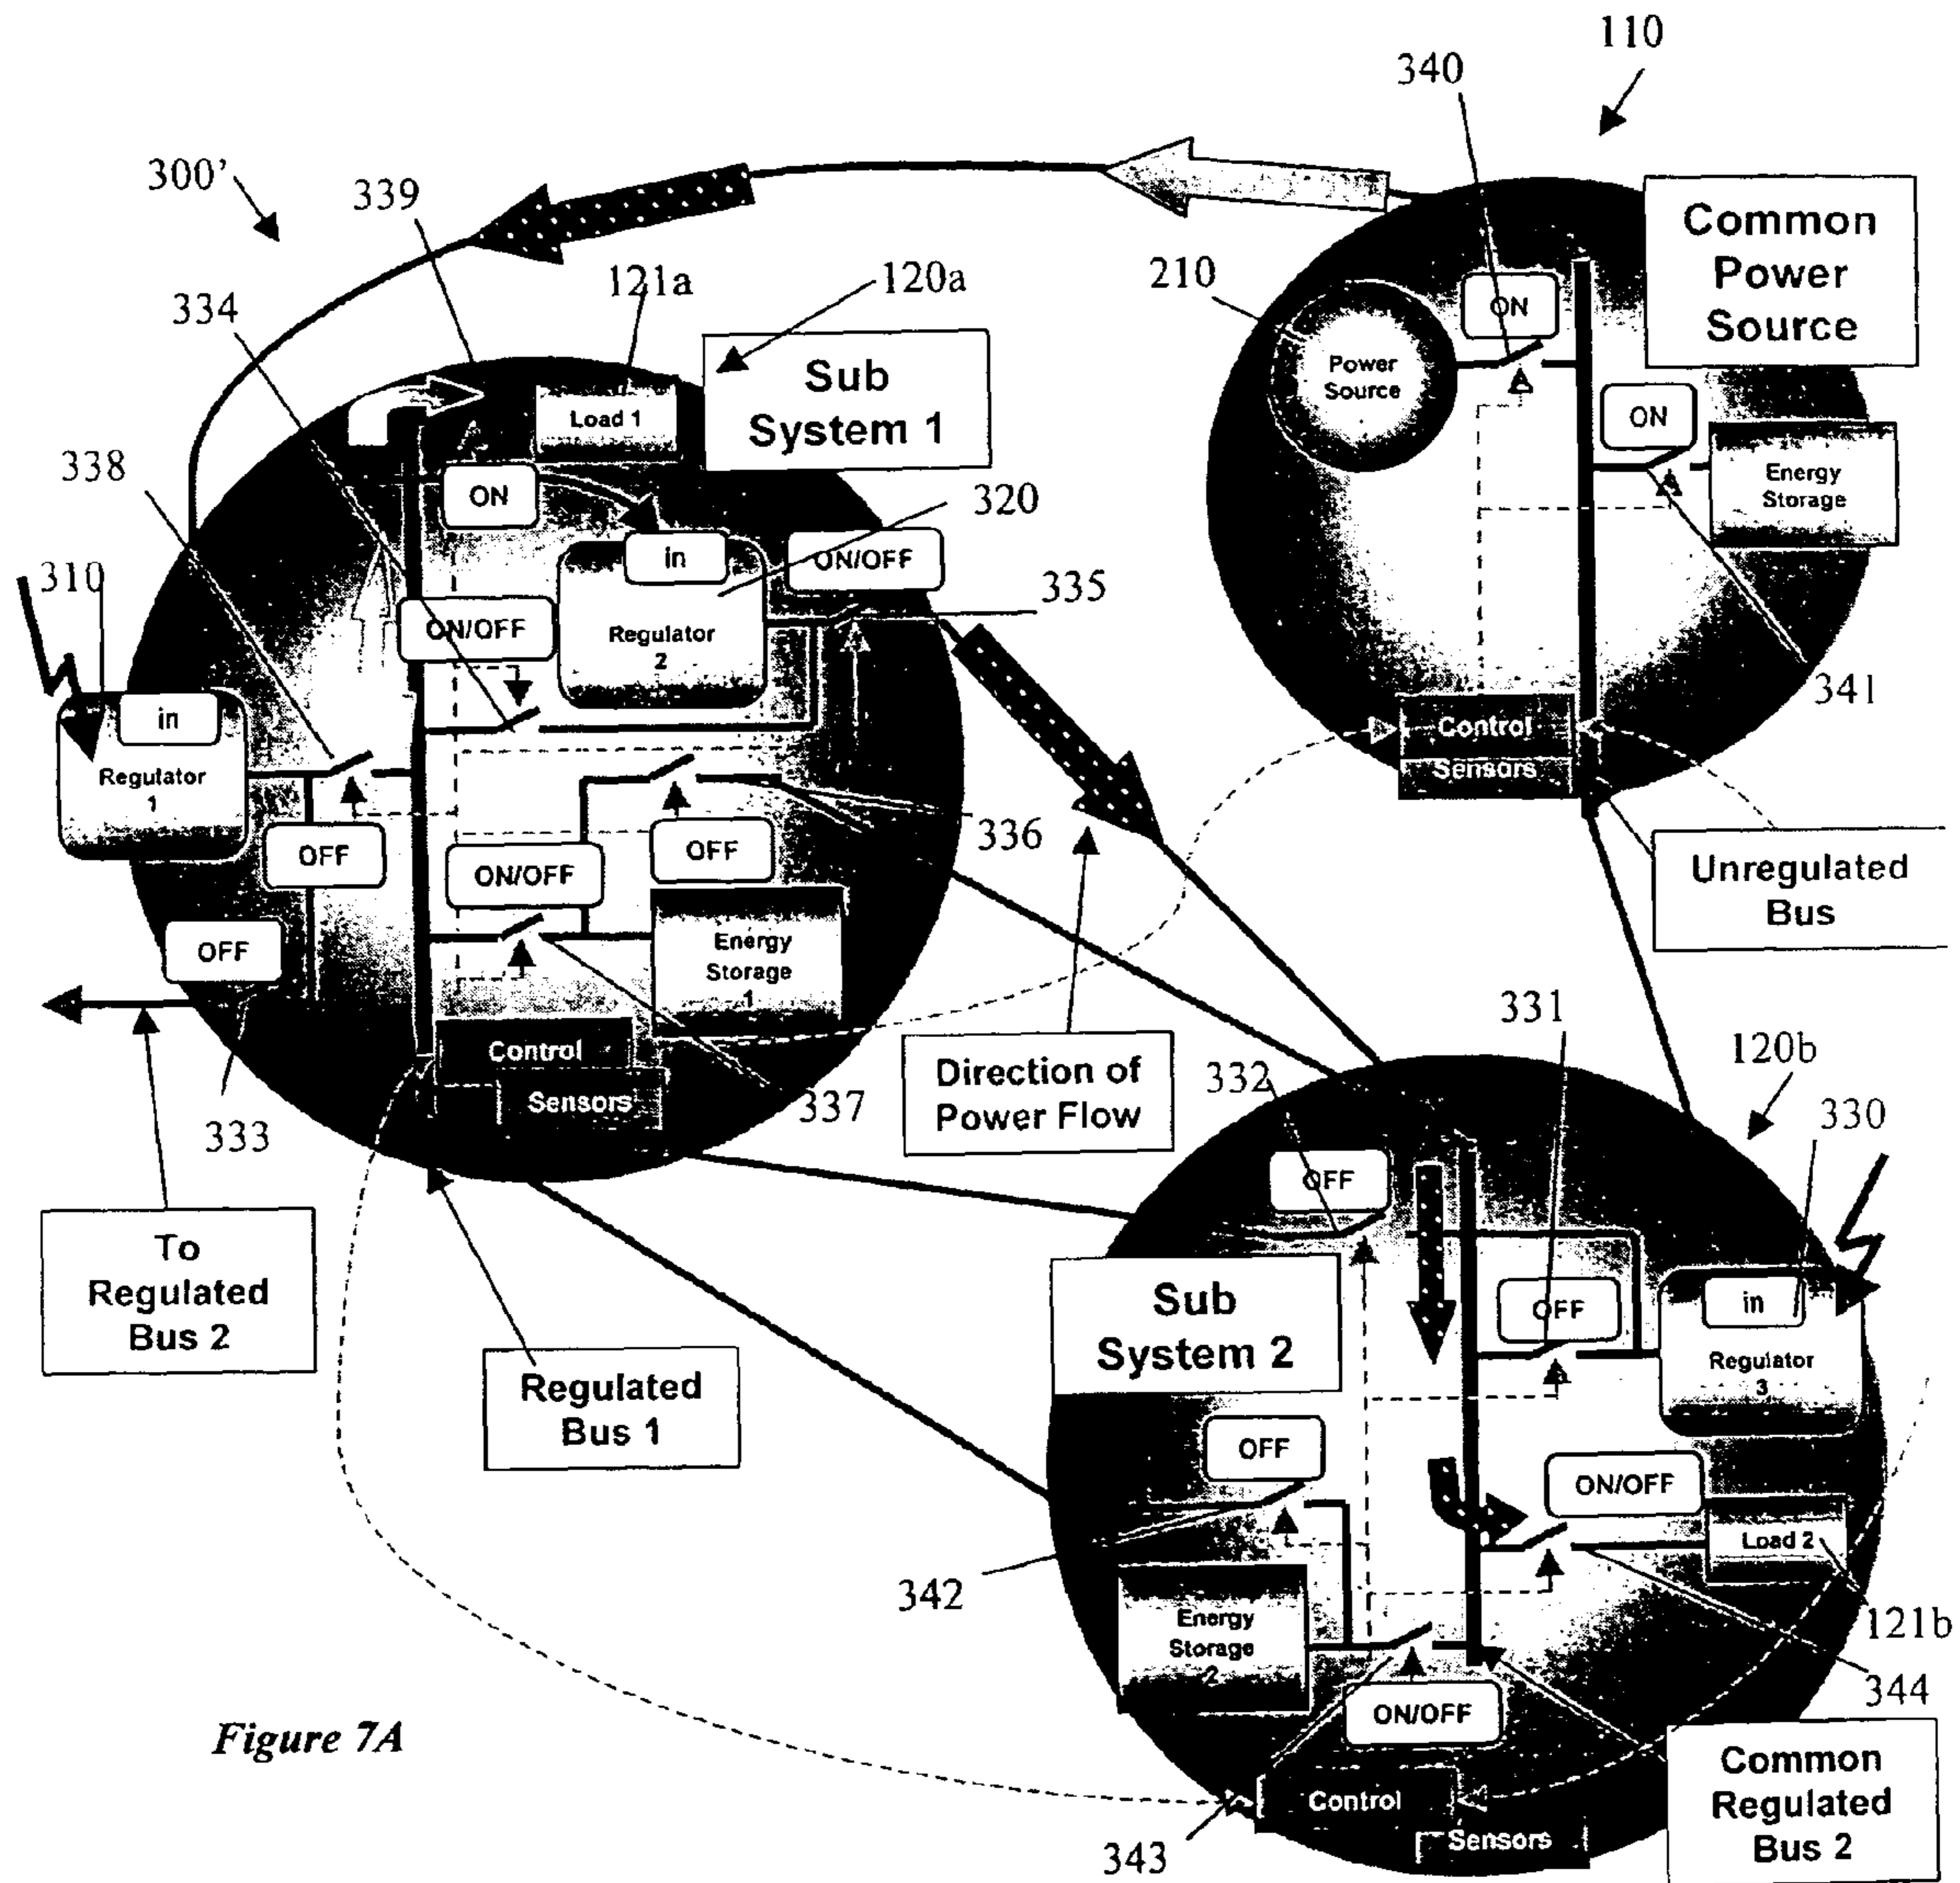 110
340
300'
339
Common
Power
Source
121a
120a
210
334
ON
Power
Source
Sub
System 1
Load 1
ON
338
ON
320
Energy
Storage
in
ON/OFF
310
335
ON/OFF
Regulator
2
341
in
Control
Regulator
1
Sensors
336
OFF
OFF
ON/OFF
Unregulated
Bus
OFF
Energy
Storage
1
331
Control
120b
332
Direction of
Power Flow
Sensors
337
330
333
OFF
To
Regulated
Bus 2
Sub
System 2
OFF
in
Regulator
3
Regulated
Bus 1
OFF
ON/OFF
Load 2
342
Energy
Storage
2
121b
344
ON/OFF
Figure 7A
Common
Regulated
Bus 2
Control
Sensors
343